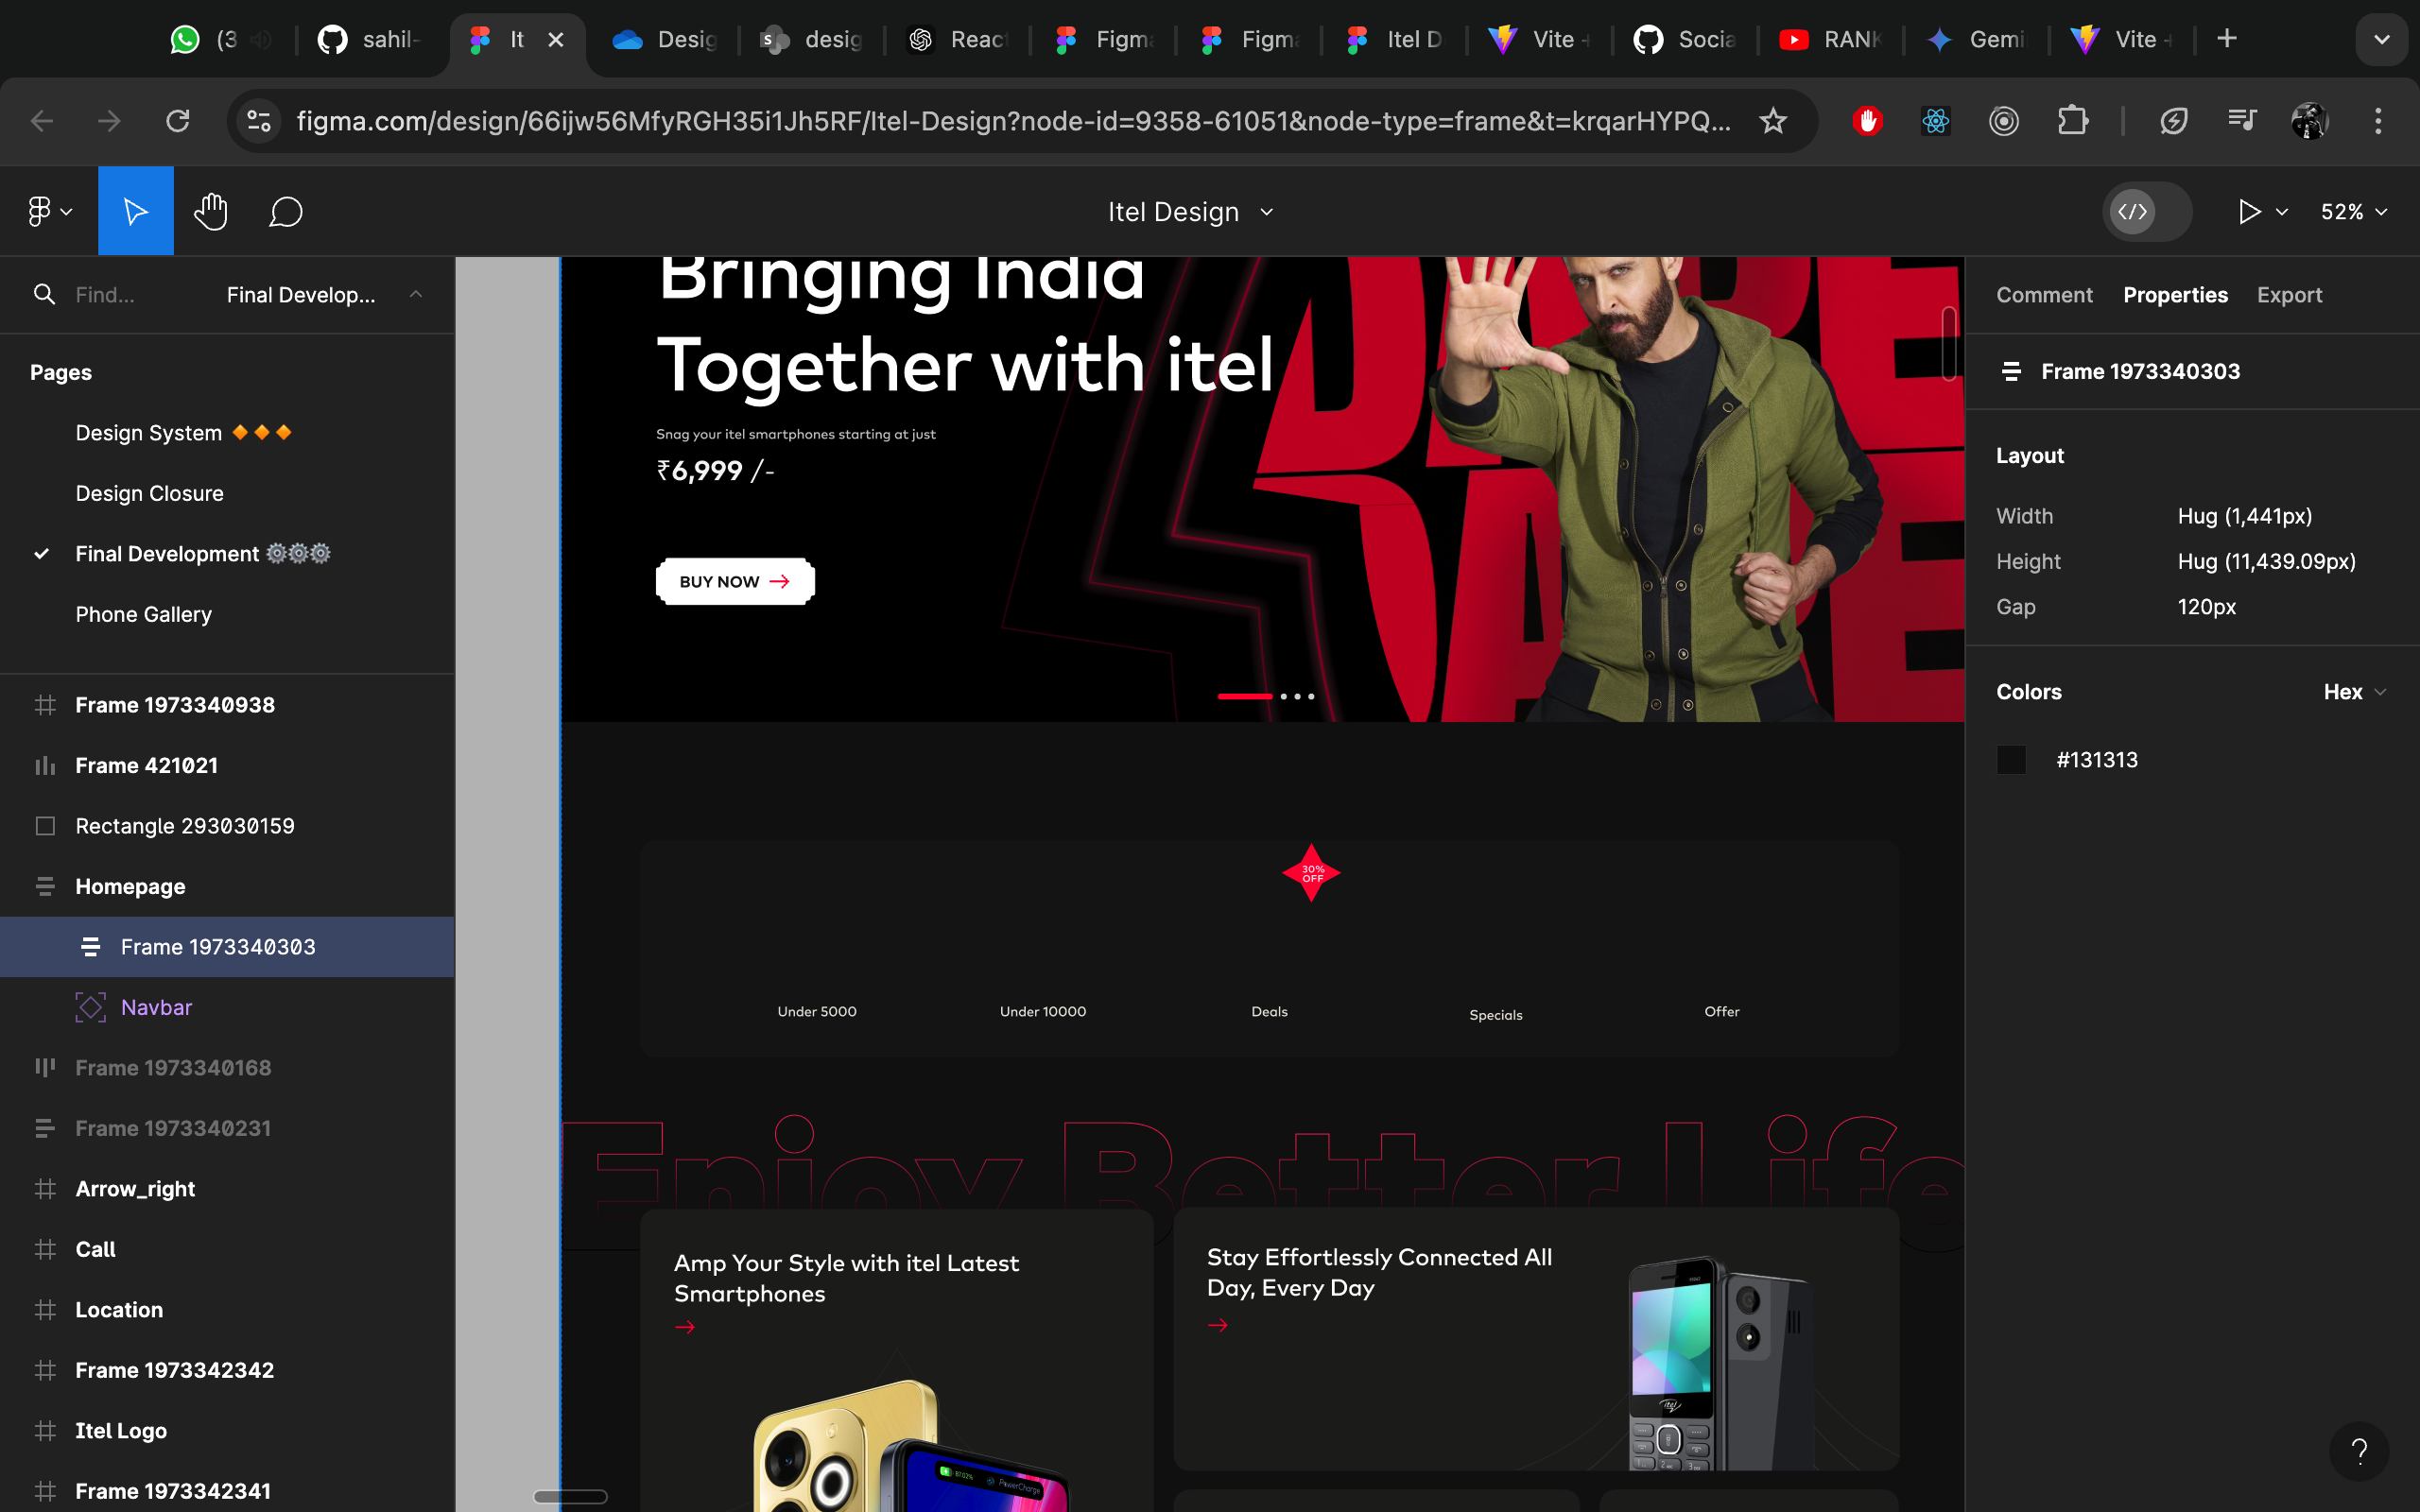 (3
sahil-
It
Desig
desig
React
Figma
Figma
Itel D
Vite +
Socia
RANK
Gemi
Vite +
figma.com/design/66ijw56MfyRGH35i1Jh5RF/Itel-Design?node-id=9358-61051&node-type=frame&t=krqarHYPQ...
Itel Design
52%
Find...
Final Develop...
Pages
Design System
Design Closure
Final Development
Phone Gallery
Frame 1973340938
Frame 421021
Rectangle 293030159
Homepage
Frame 1973340303
Navbar
Frame 1973340168
Frame 1973340231
Arrow_right
Call
Location
Frame 1973342342
Itel Logo
Frame 1973342341
Bringing India
Together with itel
Snag your itel smartphones starting at just
₹6,999 /-
BUY NOW
30%
OFF
Under 5000
Under 10000
Deals
Specials
Offer
Enjoy Better Life
Amp Your Style with itel Latest
Smartphones
Stay Effortlessly Connected All
Day, Every Day
itel
87.02%
PowerCharge
Comment
Properties
Export
Frame 1973340303
Layout
Width
Hug (1,441px)
Height
Hug (11,439.09px)
Gap
120px
Colors
Hex
#131313
?